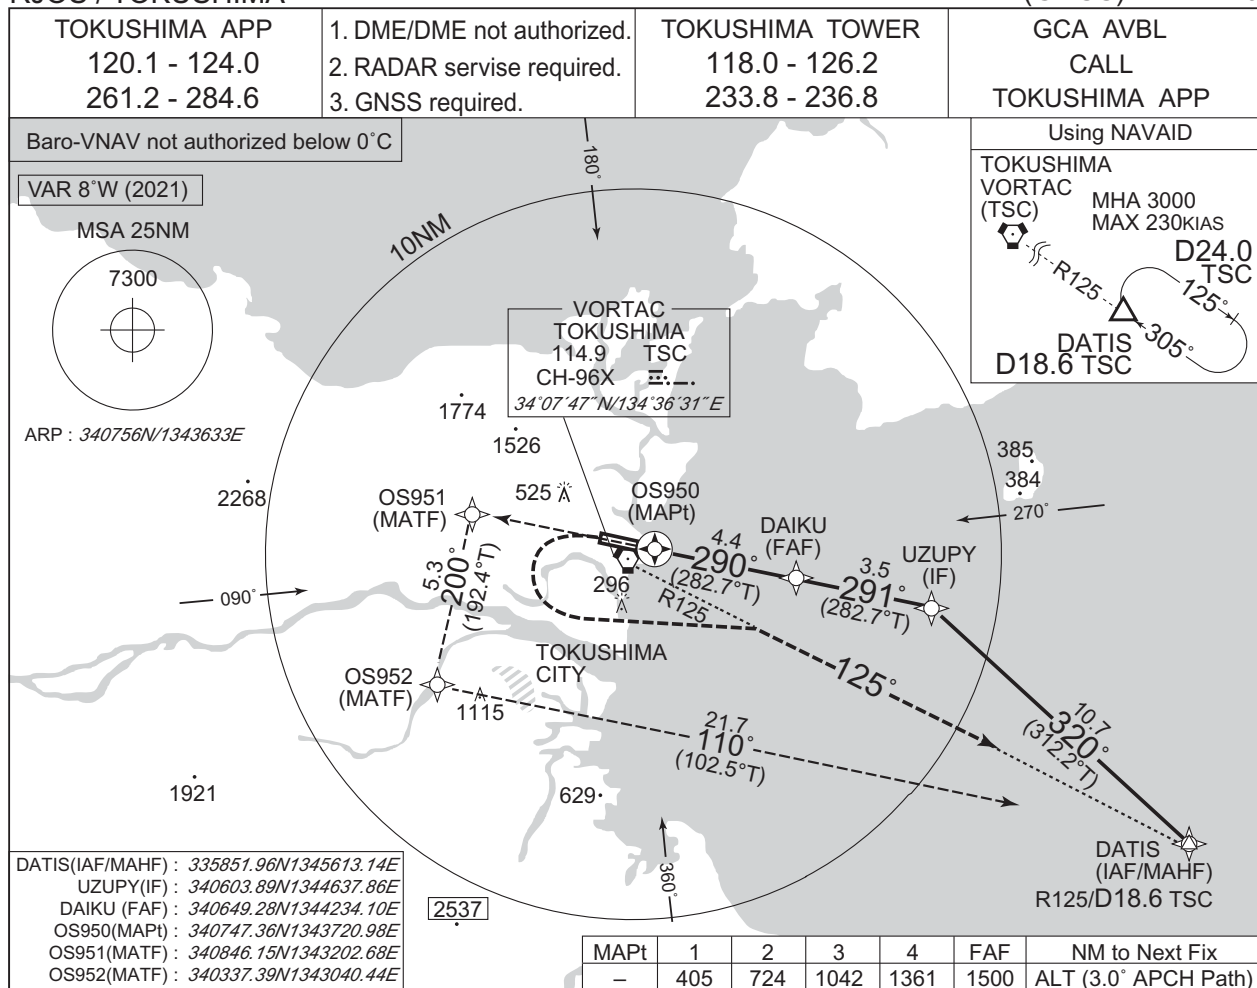 TOKUSHIMA APP
120.1 - 124.0
261.2 - 284.6
1. DME/DME not authorized.
2. RADAR servise required.
3. GNSS required.
TOKUSHIMA TOWER
118.0 - 126.2
233.8 - 236.8
GCA AVBL
CALL
TOKUSHIMA APP
Baro-VNAV not authorized below 0°C
VAR 8°W (2021)
MSA 25NM
7300
ARP : 340756N/1343633E
180°
10NM
Using NAVAID
TOKUSHIMA
VORTAC
(TSC)
MHA 3000
MAX 230KIAS
D24.0
TSC
R125
125°
305°
DATIS
D18.6 TSC
VORTAC
TOKUSHIMA
114.9 TSC
CH-96X
34°07´47˝N/134°36´31˝E
1774
1526
2268
525
385
384
270°
OS951
(MATF)
OS950
(MAPt)
DAIKU
(FAF)
UZUPY
(IF)
4.4
290°
(282.7°T)
3.5
291°
(282.7°T)
5.3
200°
(192.4°T)
090°
296
R125
TOKUSHIMA
CITY
125°
OS952
(MATF)
1115
21.7
110°
(102.5°T)
10.7
320°
(312.2°T)
1921
629
360°
2537
DATIS
(IAF/MAHF)
R125/D18.6 TSC
DATIS(IAF/MAHF) : 335851.96N1345613.14E
UZUPY(IF) : 340603.89N1344637.86E
DAIKU (FAF) : 340649.28N1344234.10E
OS950(MAPt) : 340747.36N1343720.98E
OS951(MATF) : 340846.15N1343202.68E
OS952(MATF) : 340337.39N1343040.44E
MAPt 1 2 3 4 FAF NM to Next Fix
– 405 724 1042 1361 1500 ALT (3.0° APCH Path)